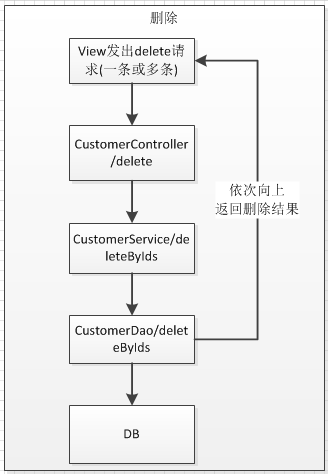 删除
View发出delete请
求(一条或多条)
CustomerController
/delete
依次向上
返回删除结果
CustomerService/de
leteByIds
CustomerDao/delet
eByIds
DB